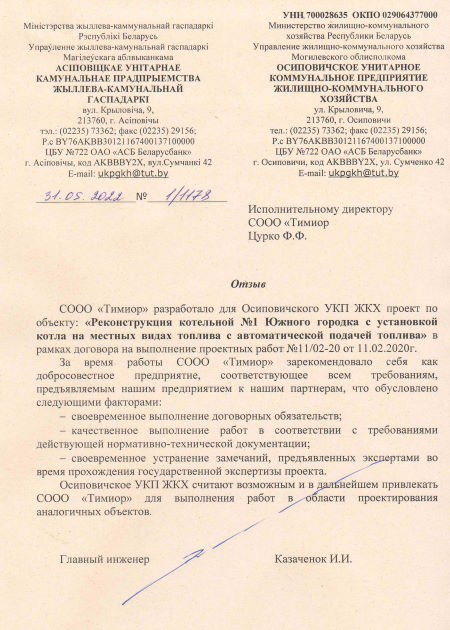 Міністэрства жыллева-каммунальнай гаспадаркі
Рэспублікі Беларусь
Упраўленне жыллева-камунальнай гаспадаркі
Магілеўскага аблвыканкама
АСІПОВІЦКАЕ УНІТАРНАЕ
КАМУНАЛЬНАЕ ПРАДПРЫЕМСТВА
ЖЫЛЛЕВА-КАМУНАЛЬНАЙ
ГАСПАДАРКІ
вул. Крыловіча, 9,
213760, г. Асіповічы
тэл.: (02235) 73362; факс (02235) 29156;
Р.с BY76AKBB30121167400137100000
ЦБУ №722 ОАО «АСБ Беларусбанк»
г. Асіповічы, код AKBBBY2X, вул.Сумчанкі 42
E-mail: ukpgkh@tut.by
31.05.2022 № 1/1178
УНН 700028635 ОКПО 029064377000
Министерство жилищно-коммунального
хозяйства Республики Беларусь
Управление жилищно-коммунального хозяйства
Могилевского облисполкома
ОСИПОВИЧСКОЕ УНИТАРНОЕ
КОММУНАЛЬНОЕ ПРЕДПРИЯТИЕ
ЖИЛИЩНО-КОММУНАЛЬНОГО
ХОЗЯЙСТВА
ул. Крыловича, 9,
213760, г. Осиповичи
тел.: (02235) 73362; факс (02235) 29156;
Р.с BY76AKBB30121167400137100000
ЦБУ №722 ОАО «АСБ Беларусбанк»
г. Осиповичи, код AKBBBY2X, ул. Сумченко 42
E-mail: ukpgkh@tut.by
Исполнительному директору
СООО «Тимиор
Цурко Ф.Ф.
Отзыв
СООО «Тимиор» разработало для Осиповичского УКП ЖКХ проект по
объекту: «Реконструкция котельной №1 Южного городка с установкой
котла на местных видах топлива с автоматической подачей топлива» в
рамках договора на выполнение проектных работ №11/02-20 от 11.02.2020г.
За время работы СООО «Тимиор» зарекомендовало себя как
добросовестное предприятие, соответствующее всем требованиям,
предъявляемым нашим предприятием к нашим партнерам, что обусловлено
следующими факторами:
– своевременное выполнение договорных обязательств;
– качественное выполнение работ в соответствии с требованиями
действующей нормативно-технической документации;
– своевременное устранение замечаний, предъявленных экспертами во
время прохождения государственной экспертизы проекта.
Осиповичское УКП ЖКХ считают возможным и в дальнейшем привлекать
СООО «Тимиор» для выполнения работ в области проектирования
аналогичных объектов.
Главный инженер Казаченок И.И.